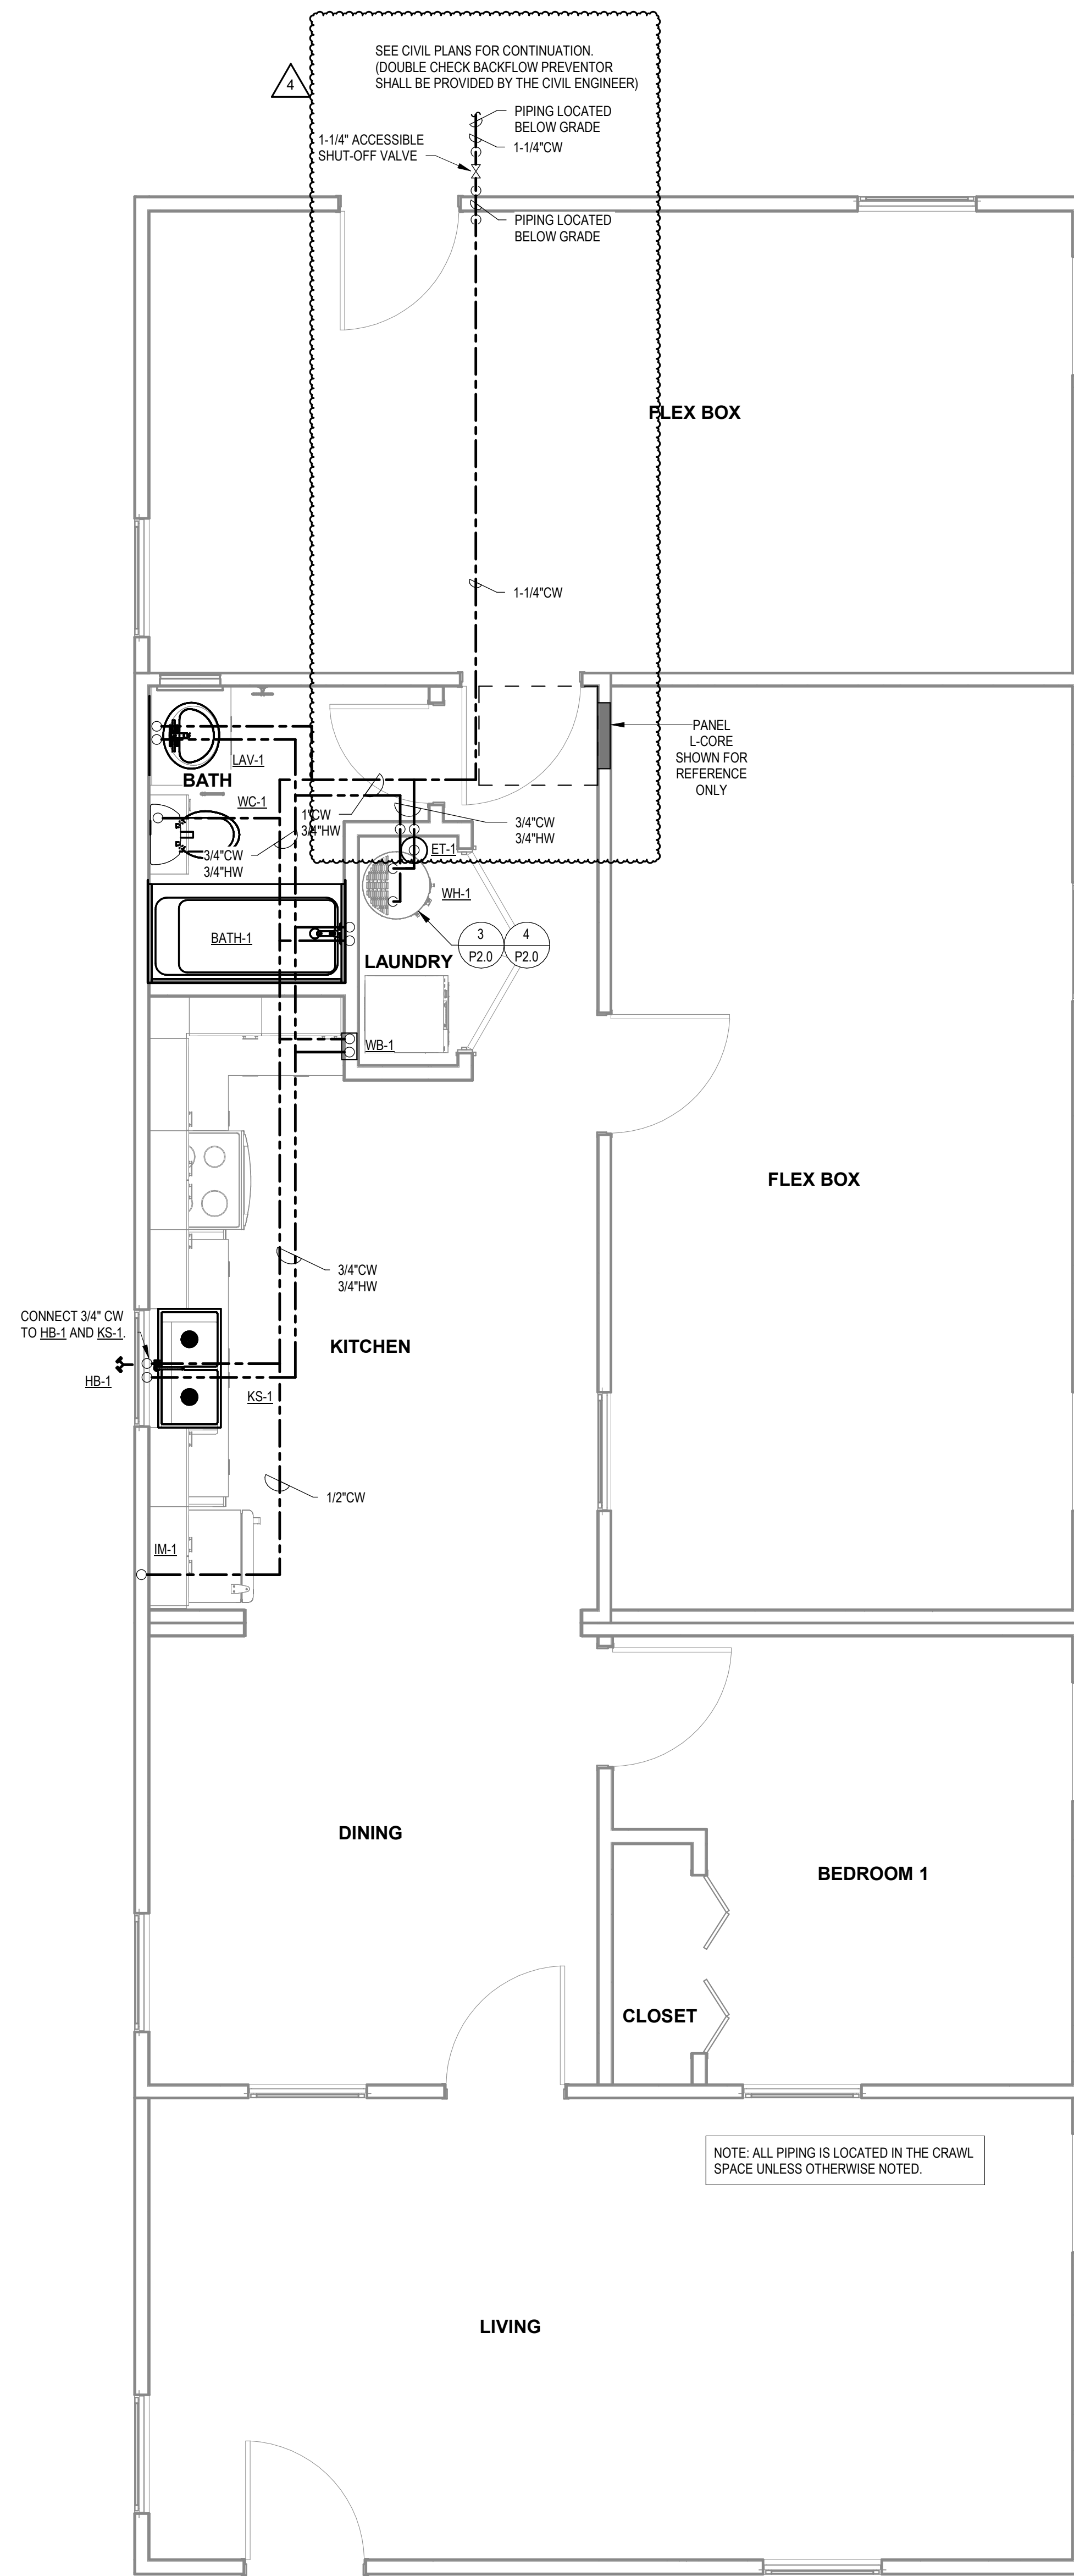 SEE CIVIL PLANS FOR CONTINUATION.
(DOUBLE CHECK BACKFLOW PREVENTOR
SHALL BE PROVIDED BY THE CIVIL ENGINEER)
4
PIPING LOCATED
BELOW GRADE
1-1/4"CW
1-1/4" ACCESSIBLE
SHUT-OFF VALVE
PIPING LOCATED
BELOW GRADE
FLEX BOX
1-1/4"CW
PANEL
L-CORE
SHOWN FOR
REFERENCE
ONLY
LAV-1
BATH
WC-1
1"CW
3/4"HW
3/4"CW
3/4"HW
3/4"CW
3/4"HW
ET-1
WH-1
BATH-1
3
P2.0
4
P2.0
LAUNDRY
WB-1
FLEX BOX
3/4"CW
3/4"HW
CONNECT 3/4" CW
TO HB-1 AND KS-1.
KITCHEN
HB-1
KS-1
1/2"CW
IM-1
DINING
BEDROOM 1
CLOSET
NOTE: ALL PIPING IS LOCATED IN THE CRAWL
SPACE UNLESS OTHERWISE NOTED.
LIVING